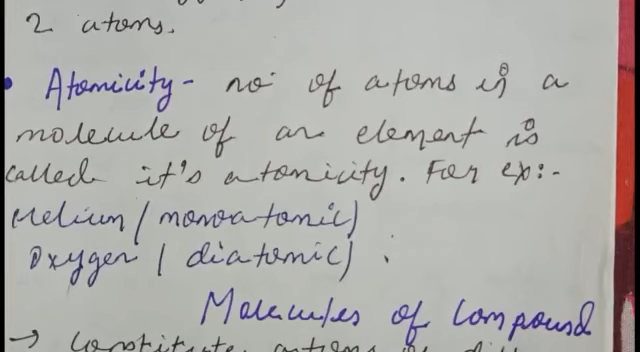 2 atoms.
• Atomicity - no. of atoms in a
molecule of an element is
called it's atomicity. For ex:-
Helium / monoatomic)
Oxygen / diatomic) .
Molecules of Compound
→ Constitute